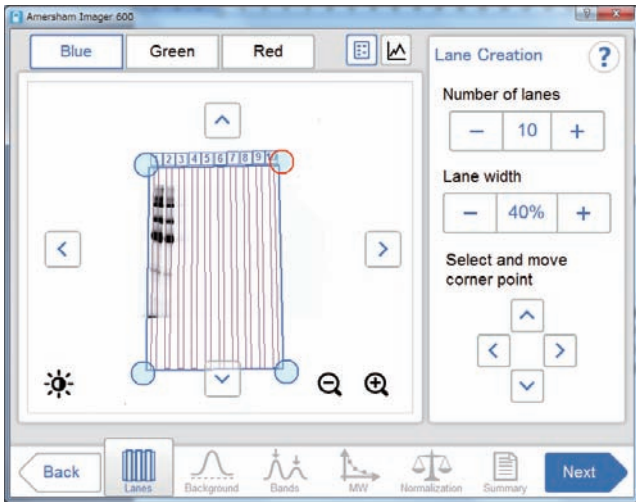 Amersham Imager 600
Blue Green Red
Lane Creation ?
Number of lanes
− 10 +
Lane width
− 40% +
Select and move
corner point
1 2 3 4 5 6 7 8 9 10
Back
Lanes Background Bands MW Normalization Summary
Next